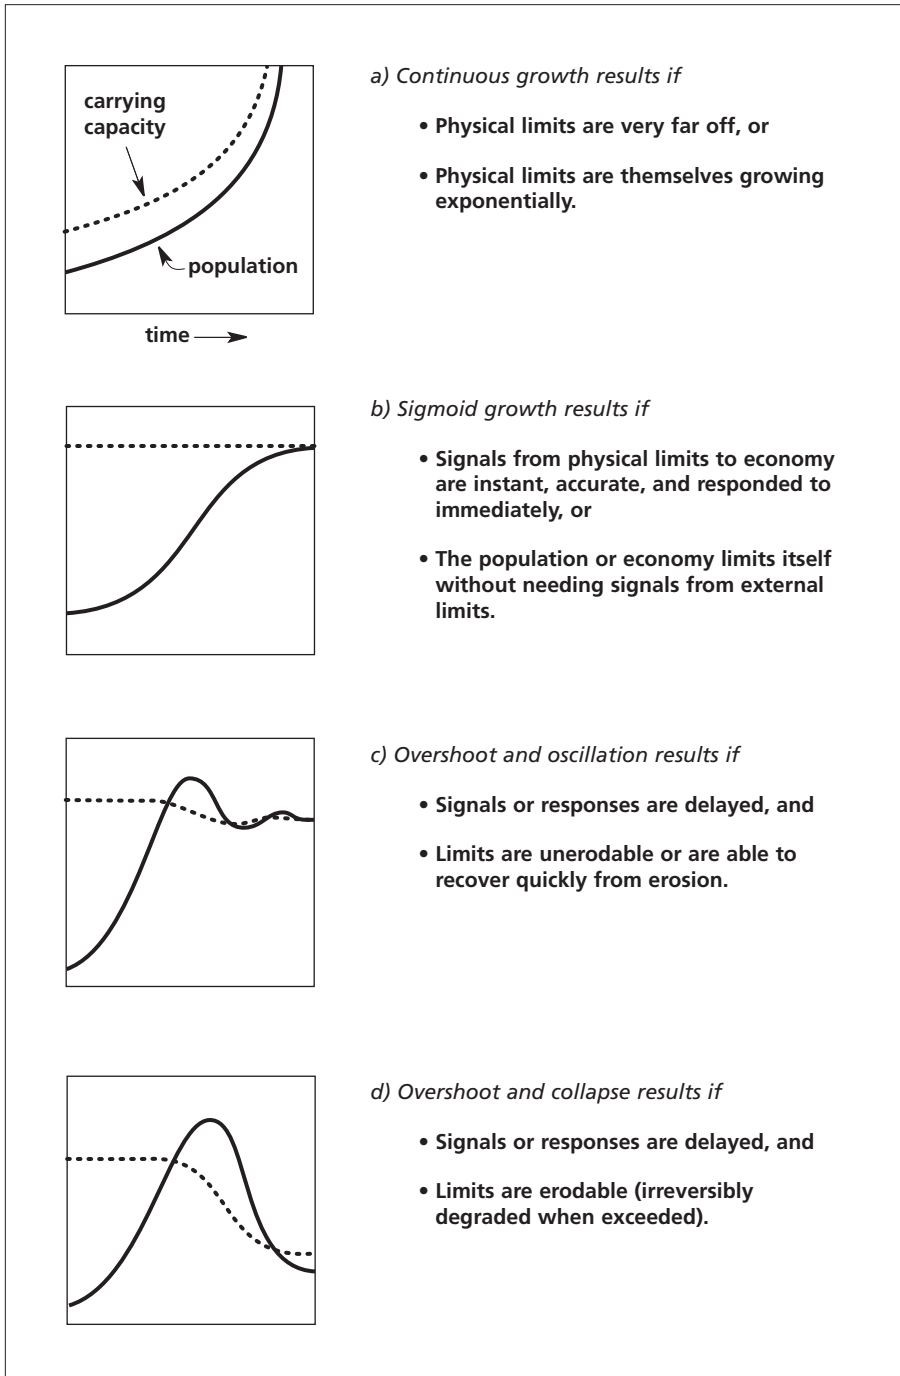 carrying
capacity
population
time
a) Continuous growth results if
• Physical limits are very far off, or
• Physical limits are themselves growing
exponentially.
b) Sigmoid growth results if
• Signals from physical limits to economy
are instant, accurate, and responded to
immediately, or
• The population or economy limits itself
without needing signals from external
limits.
c) Overshoot and oscillation results if
• Signals or responses are delayed, and
• Limits are unerodable or are able to
recover quickly from erosion.
d) Overshoot and collapse results if
• Signals or responses are delayed, and
• Limits are erodable (irreversibly
degraded when exceeded).